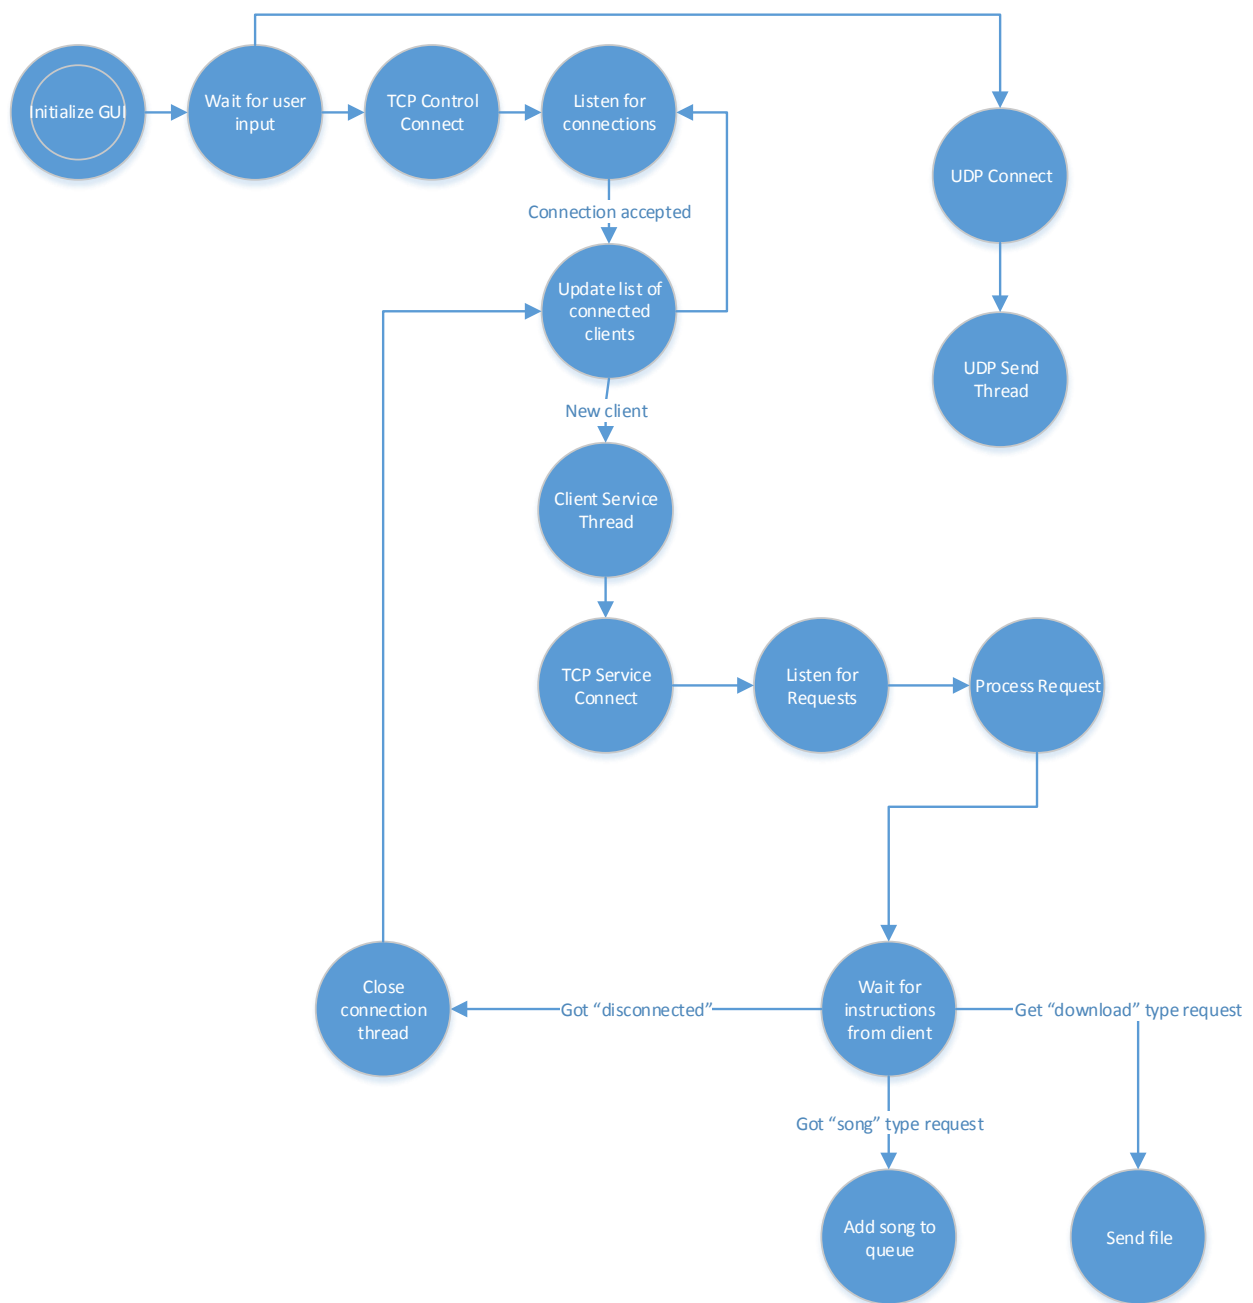 Initialize GUI
Wait for user
input
TCP Control
Connect
Listen for
connections
UDP Connect
Connection accepted
Update list of
connected
clients
UDP Send
Thread
New client
Client Service
Thread
TCP Service
Connect
Listen for
Requests
Process Request
Close
connection
thread
Got “disconnected”
Wait for
instructions
from client
Get “download” type request
Got “song” type request
Add song to
queue
Send file